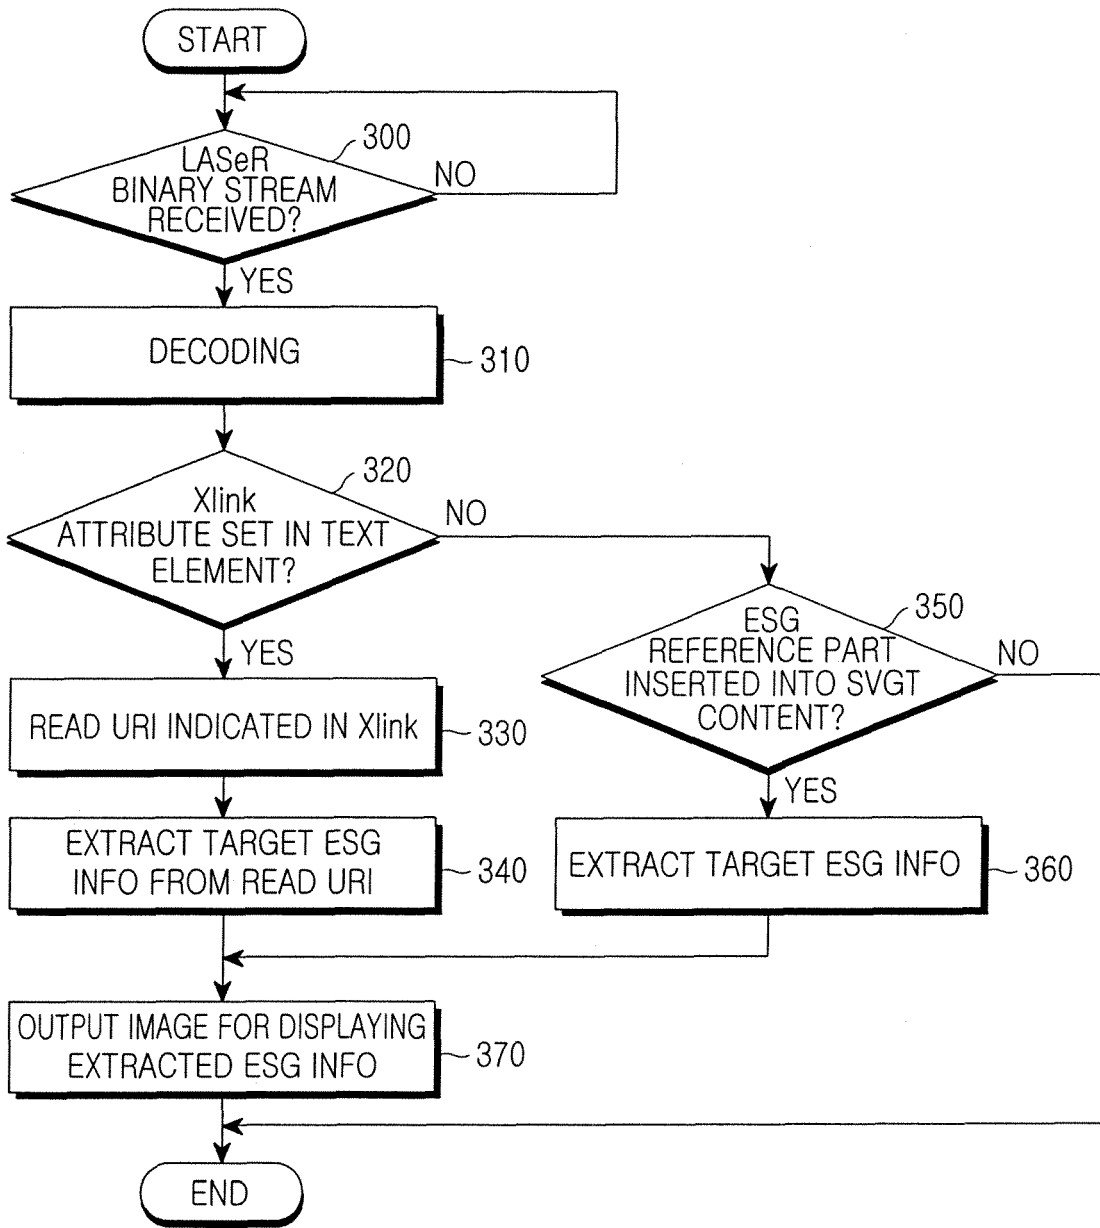 START
300
LASeR
BINARY STREAM
RECEIVED?
NO
YES
DECODING
310
320
Xlink
ATTRIBUTE SET IN TEXT
ELEMENT?
NO
YES
350
ESG
REFERENCE PART
INSERTED INTO SVGT
CONTENT?
NO
YES
READ URI INDICATED IN Xlink
330
EXTRACT TARGET ESG
INFO FROM READ URI
340
EXTRACT TARGET ESG INFO
360
OUTPUT IMAGE FOR DISPLAYING
EXTRACTED ESG INFO
370
END